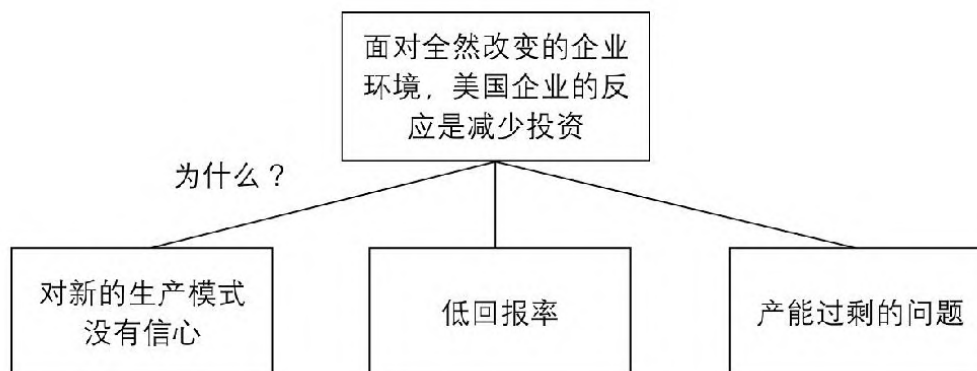 面对全然改变的企业
环境，美国企业的反
应是减少投资
为什么？
对新的生产模式
没有信心
低回报率
产能过剩的问题